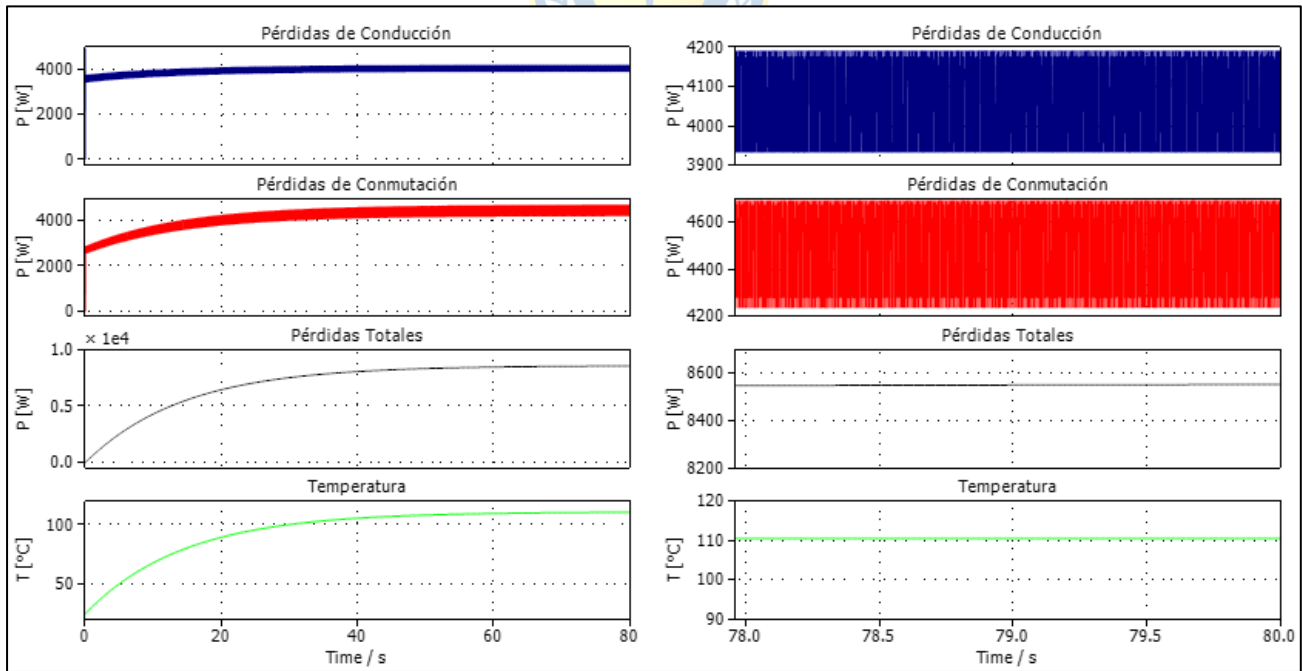 Pérdidas de Conducción
P [W]
4000
2000
0
Pérdidas de Conmutación
P [W]
4000
2000
0
Pérdidas Totales
× 1e4
P [W]
1.0
0.5
0.0
Temperatura
T [ºC]
100
50
0 20 40 60 80
Time / s
Pérdidas de Conducción
P [W]
4200
4100
4000
3900
Pérdidas de Conmutación
P [W]
4600
4400
4200
Pérdidas Totales
P [W]
8600
8400
8200
Temperatura
T [ºC]
120
110
100
90
78.0 78.5 79.0 79.5 80.0
Time / s